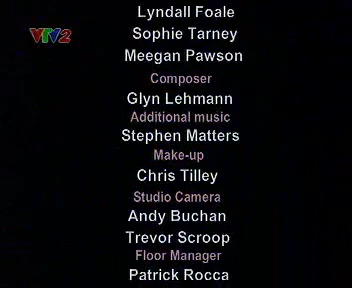 Lyndall Foale
VTV2
Sophie Tarney
Meegan Pawson
Composer
Glyn Lehmann
Additional music
Stephen Matters
Make-up
Chris Tilley
Studio Camera
Andy Buchan
Trevor Scroop
Floor Manager
Patrick Rocca